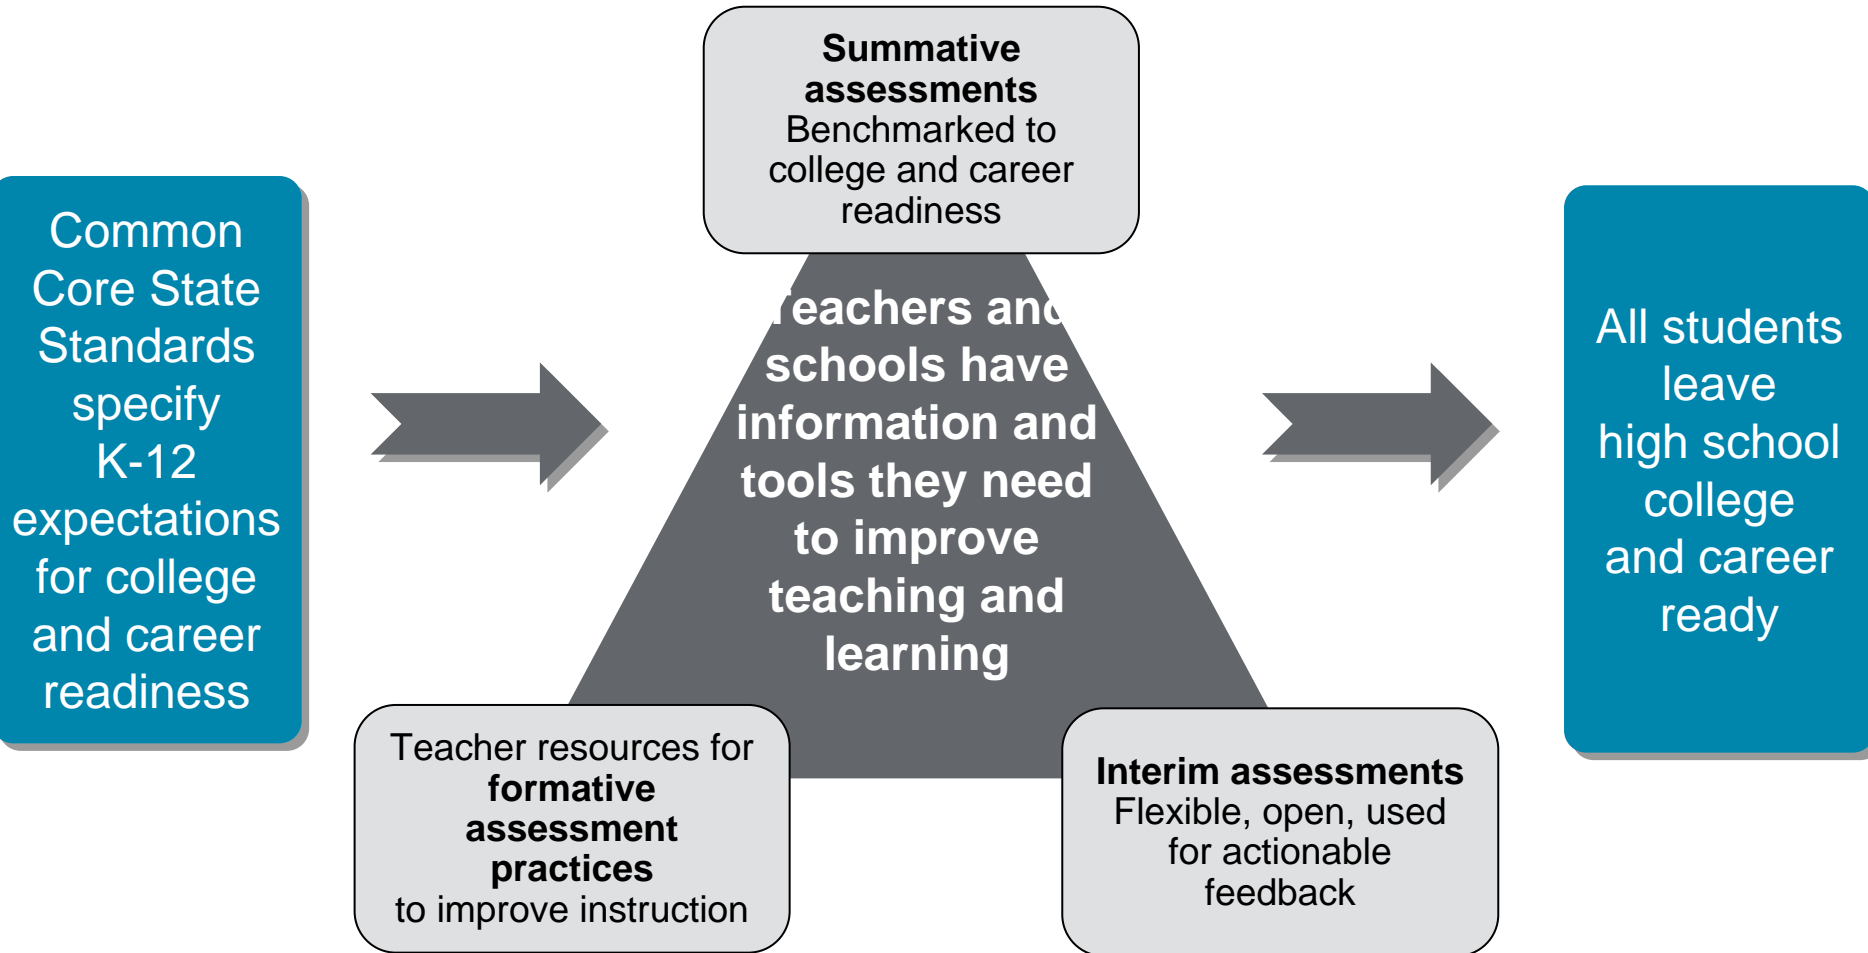 Common
Core State
Standards
specify
K-12
expectations
for college
and career
readiness
Summative
assessments
Benchmarked to
college and career
readiness
Teachers and
schools have
information and
tools they need
to improve
teaching and
learning
Teacher resources for
formative
assessment
practices
to improve instruction
Interim assessments
Flexible, open, used
for actionable
feedback
All students
leave
high school
college
and career
ready